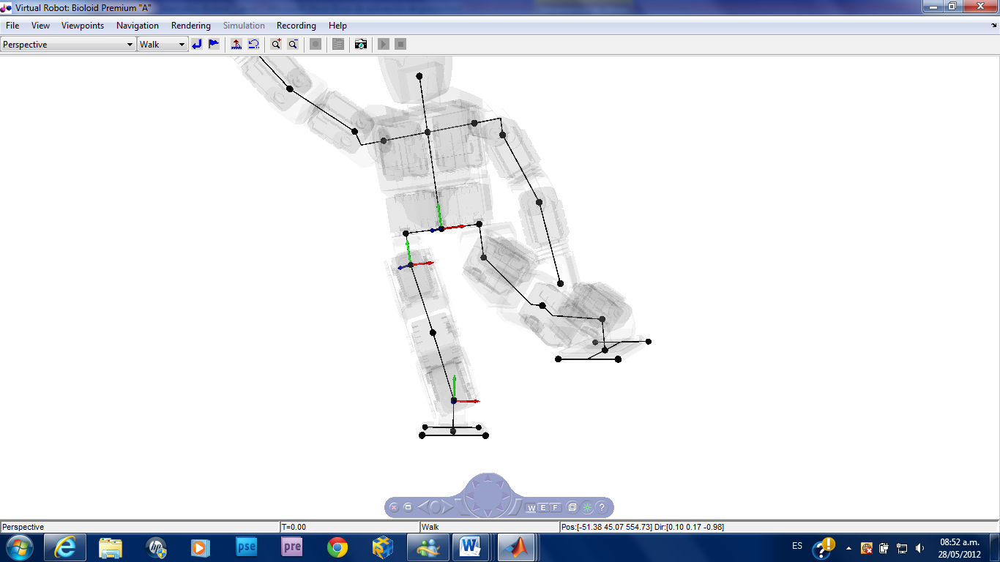 Virtual Robot: Bioloid Premium "A"
File View Viewpoints Navigation Rendering Simulation Recording Help
Perspective Walk
W E F ?
Perspective T=0.00 Walk Pos:[-51.38 45.07 554.73] Dir:[0.10 0.17 -0.98]
hp pse pre W ES 08:52 a.m.
28/05/2012